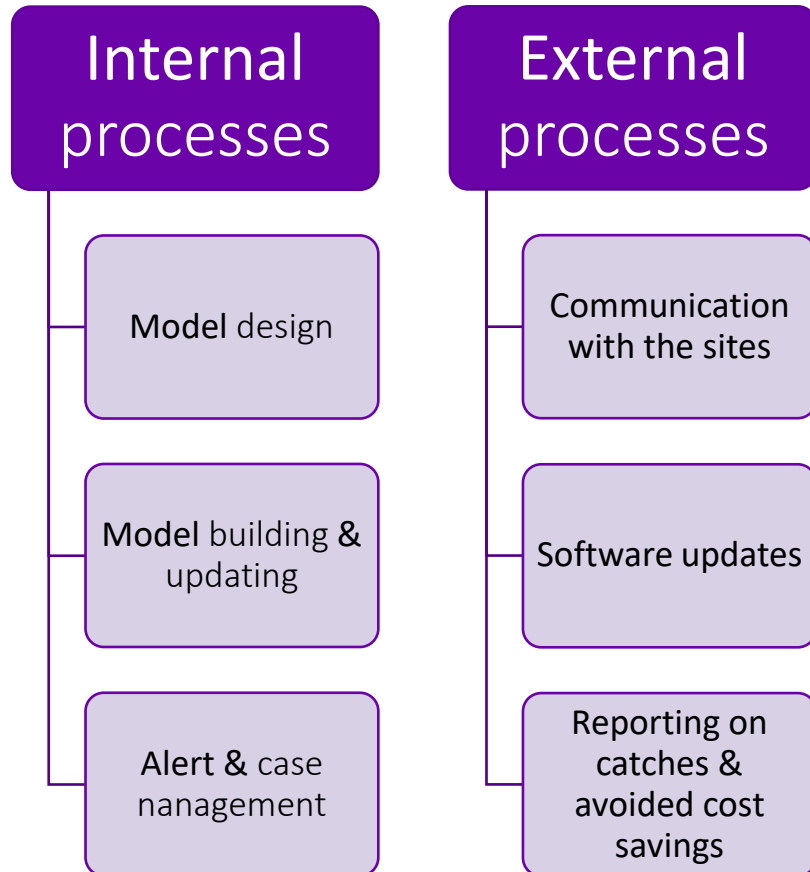 Internal
processes
Model design
Model building &
updating
Alert & case
nanagement
External
processes
Communication
with the sites
Software updates
Reporting on
catches &
avoided cost
savings